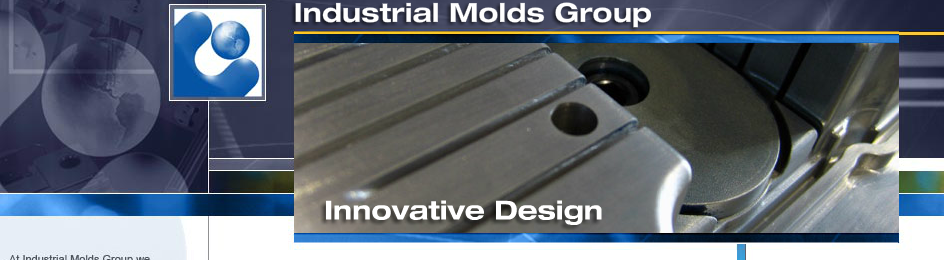 Industrial Molds Group
Innovative Design
At Industrial Molds Group we